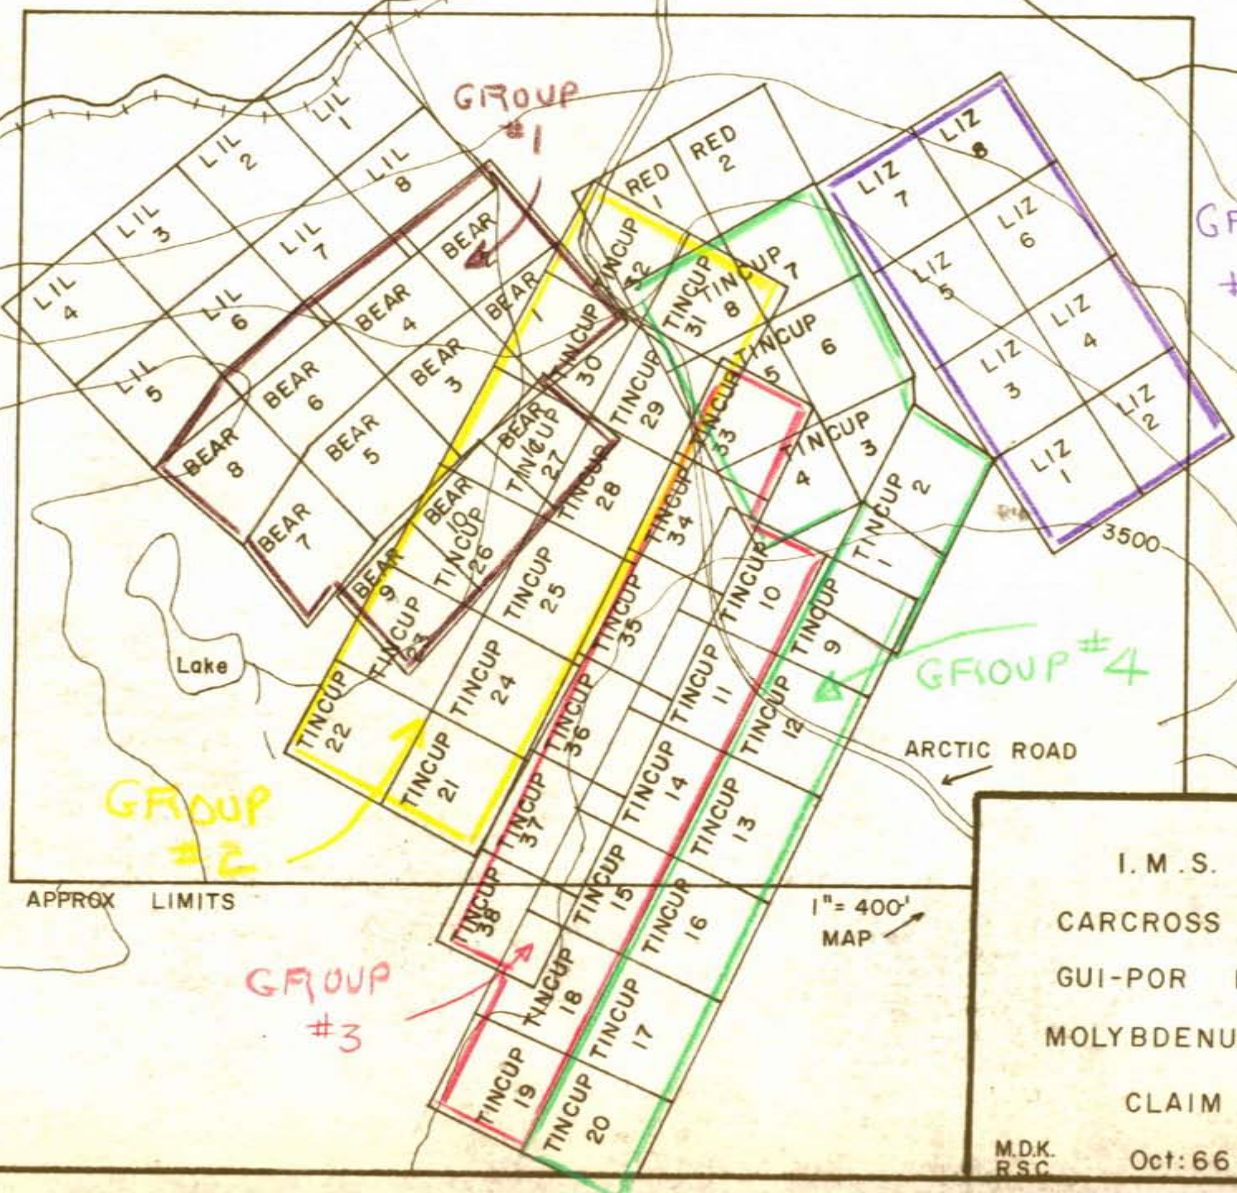 GROUP
#1
LIL
1
LIL
2
LIL
3
LIL
4
LIL
8
LIL
7
LIL
6
LIL
5
BEAR
BEAR
4
BEAR
6
BEAR
8
BEAR
1
BEAR
3
BEAR
5
BEAR
7
BEAR
BEAR
10
BEAR
9
RED
1
RED
2
TINCUP
32
TINCUP
31
TINCUP
7
8
TINCUP
30
TINCUP
29
TINCUP
5
6
TINCUP
33
TINCUP
3
4
TINCUP
27
TINCUP
28
TINCUP
26
TINCUP
25
TINCUP
23
TINCUP
24
TINCUP
22
TINCUP
21
TINCUP
34
TINCUP
35
TINCUP
36
TINCUP
37
TINCUP
38
TINCUP
2
1
TINCUP
9
TINCUP
10
TINCUP
11
TINCUP
12
TINCUP
13
TINCUP
14
TINCUP
15
TINCUP
16
TINCUP
17
TINCUP
18
TINCUP
19
TINCUP
20
LIZ
8
LIZ
7
LIZ
6
LIZ
5
LIZ
4
LIZ
3
LIZ
2
LIZ
1
3500
Lake
GROUP
#2
GROUP
#3
GROUP #4
ARCTIC ROAD
APPROX LIMITS
1" = 400'
MAP
I.M.S.
CARCROSS
GUI-POR
MOLYBDENU
CLAIM
M.D.K.
R.S.C.
Oct: 66